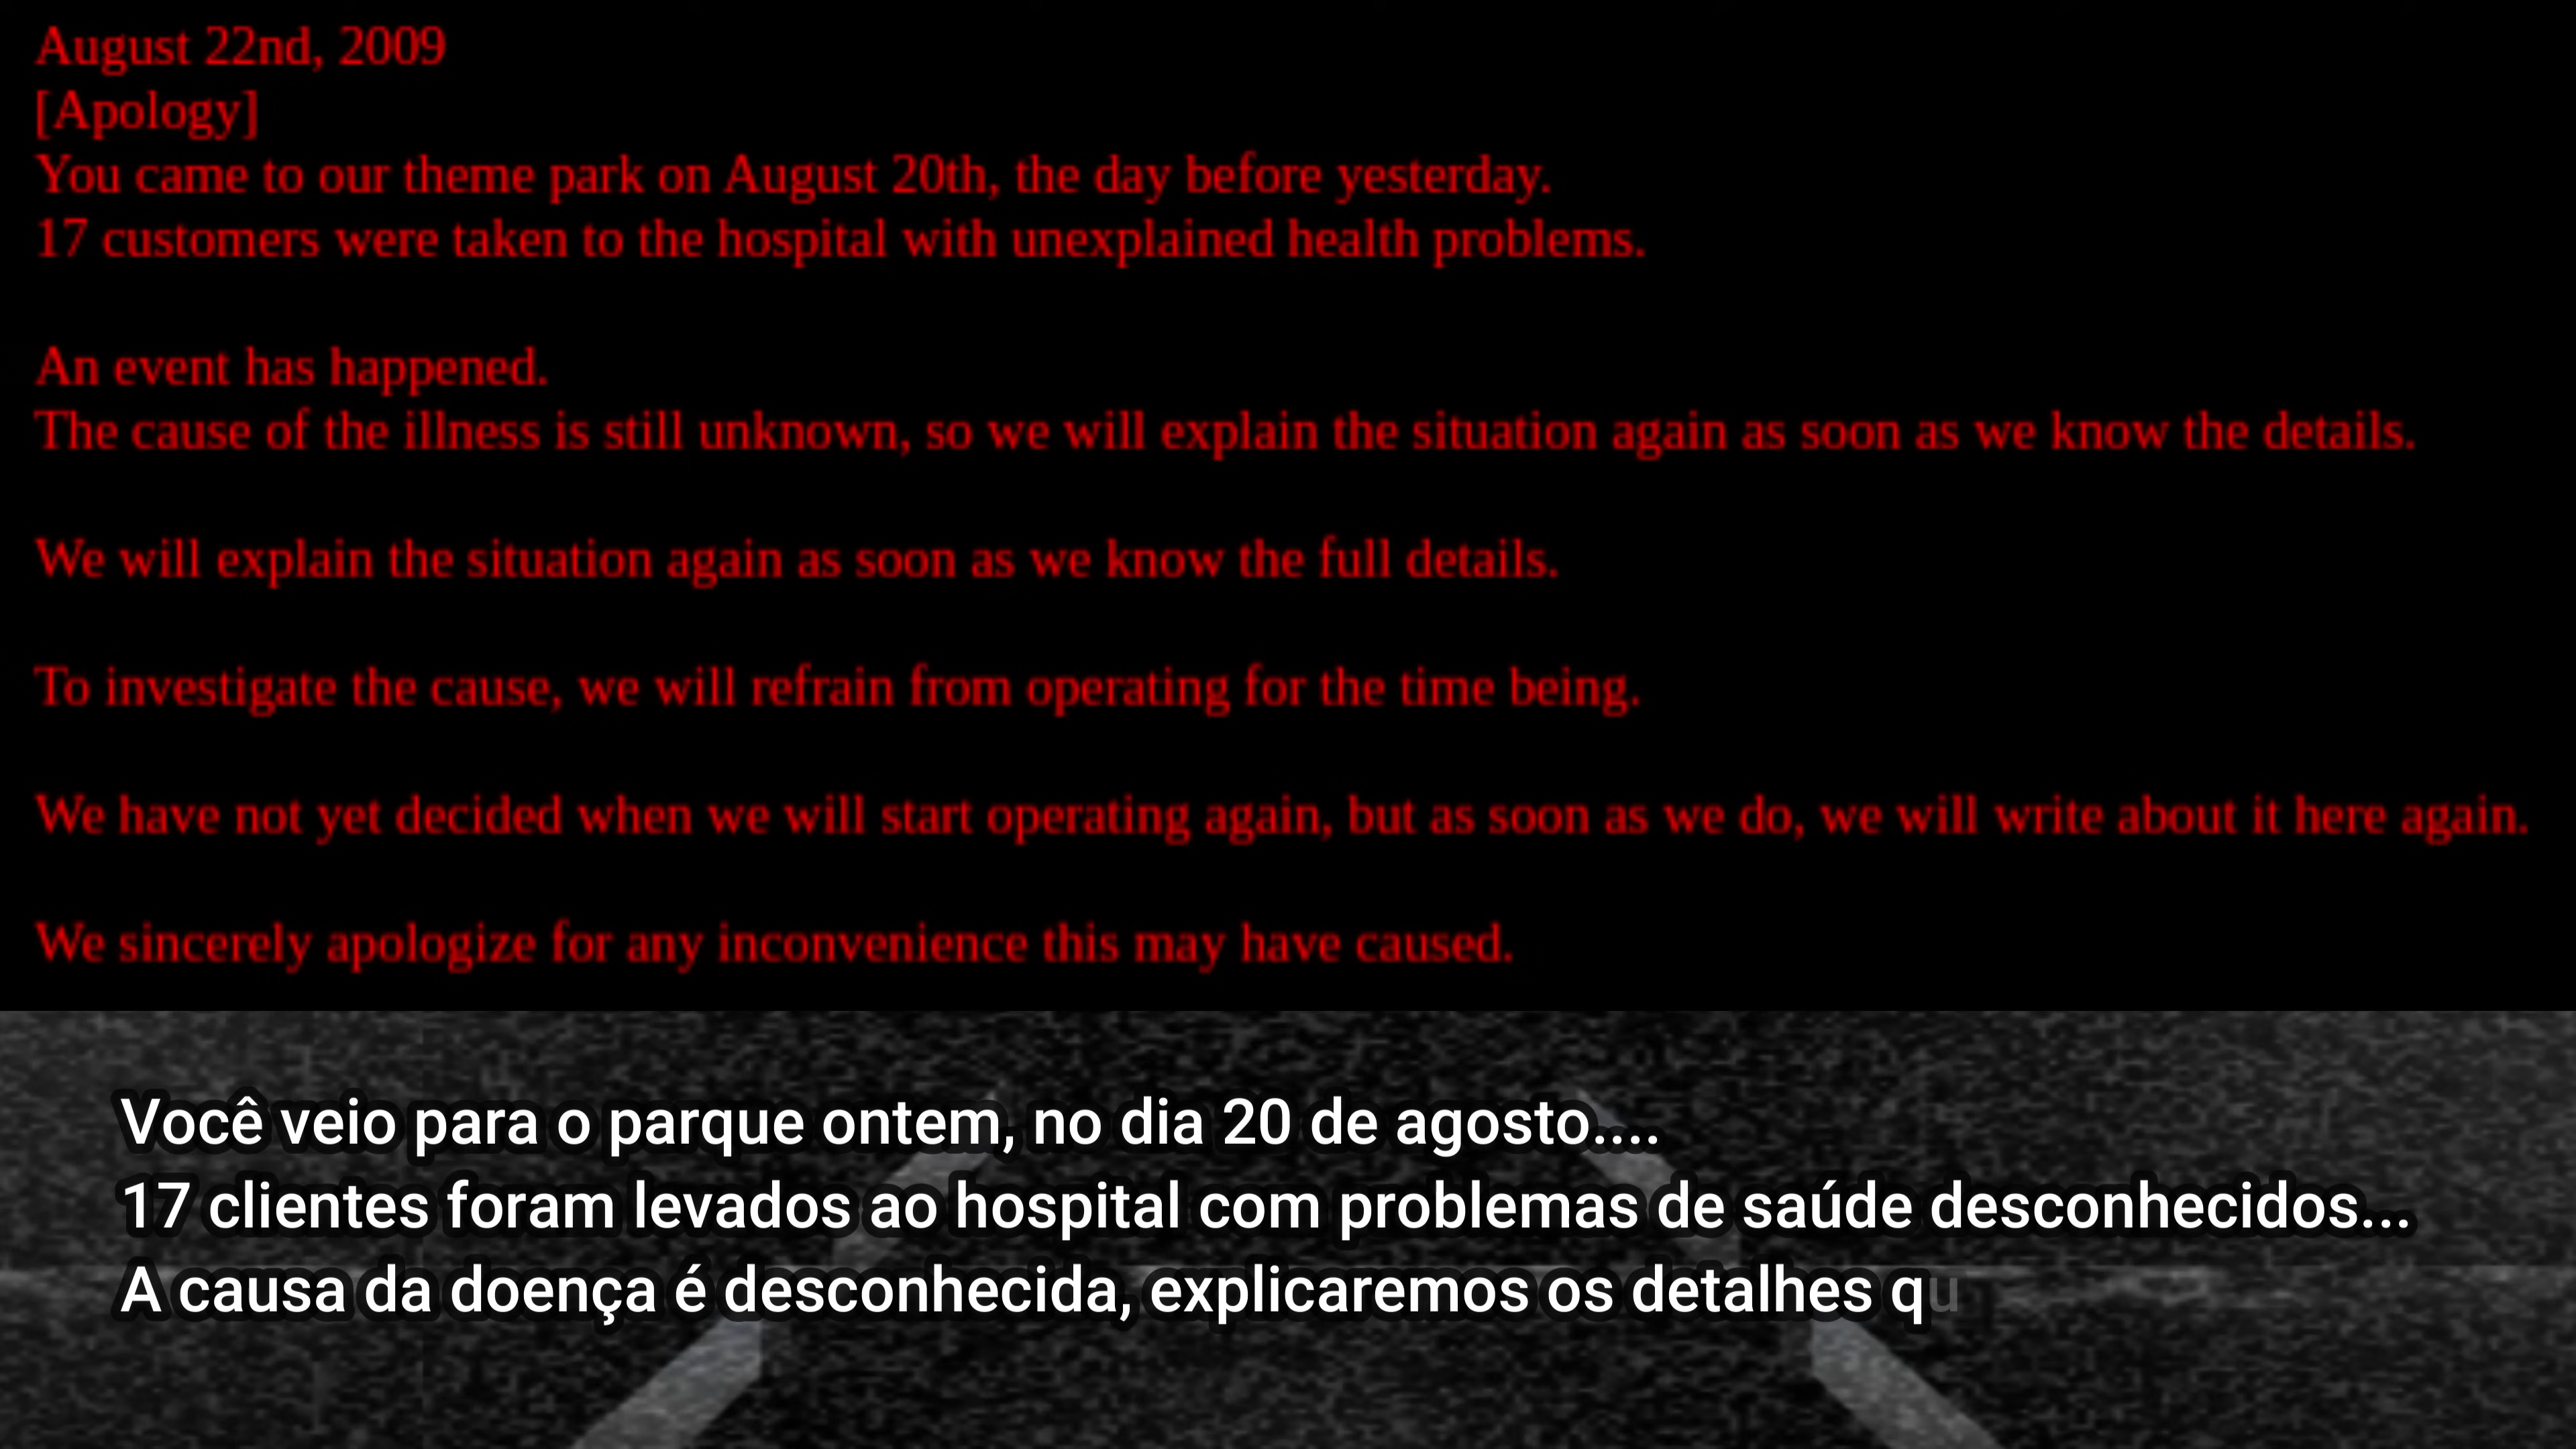 August 22nd, 2009
[Apology]
You came to our theme park on August 20th, the day before yesterday.
17 customers were taken to the hospital with unexplained health problems.
An event has happened.
The cause of the illness is still unknown, so we will explain the situation again as soon as we know the details.
We will explain the situation again as soon as we know the full details.
To investigate the cause, we will refrain from operating for the time being.
We have not yet decided when we will start operating again, but as soon as we do, we will write about it here again.
We sincerely apologize for any inconvenience this may have caused.
Você veio para o parque ontem, no dia 20 de agosto....
17 clientes foram levados ao hospital com problemas de saúde desconhecidos...
A causa da doença é desconhecida, explicaremos os detalhes qu